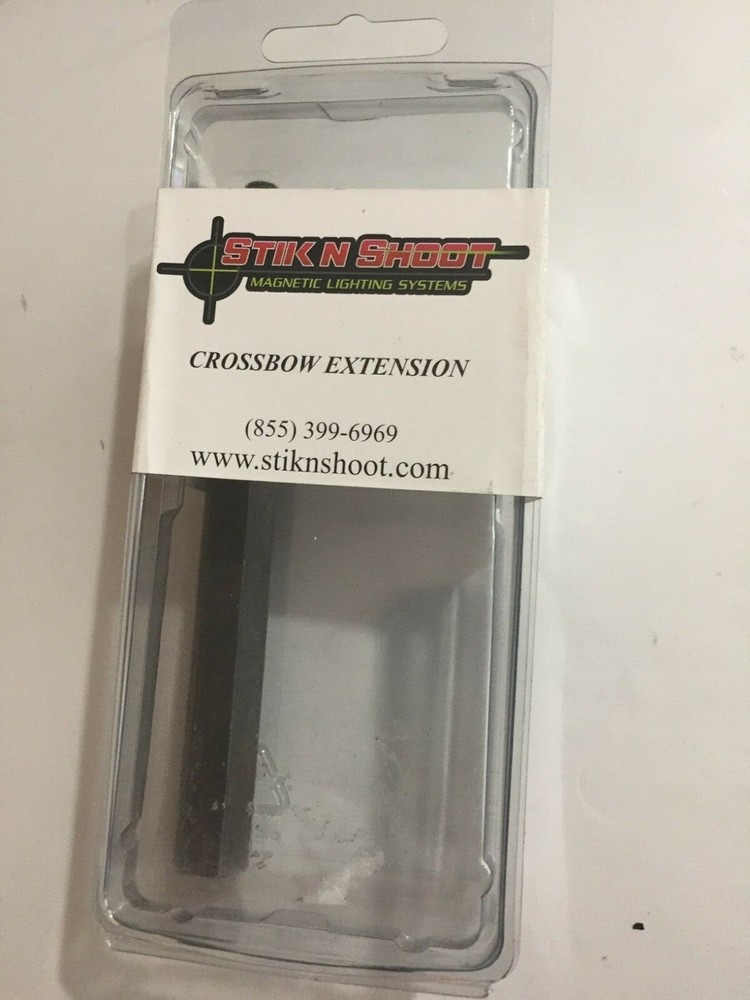 STIK N SHOOT
MAGNETIC LIGHTING SYSTEMS
CROSSBOW EXTENSION
(855) 399-6969
www.stiknshoot.com